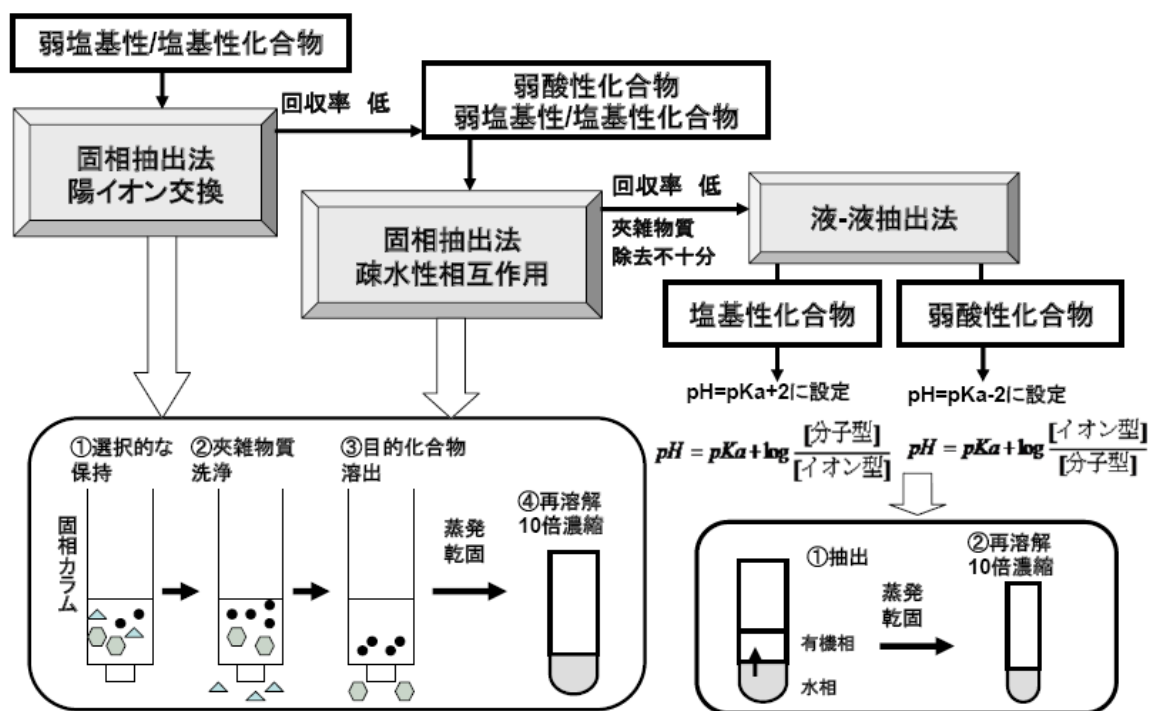 弱塩基性/塩基性化合物
回収率 低
弱酸性化合物
弱塩基性/塩基性化合物
固相抽出法
陽イオン交換
回収率 低
夾雑物質
除去不十分
液-液抽出法
固相抽出法
疎水性相互作用
塩基性化合物
弱酸性化合物
pH=pKa+2に設定
pH=pKa-2に設定
pH = pKa+log [分子型]/[イオン型]
pH = pKa+log [イオン型]/[分子型]
①選択的な
保持
②夾雑物質
洗浄
③目的化合物
溶出
④再溶解
10倍濃縮
固相カラム
蒸発
乾固
①抽出
②再溶解
10倍濃縮
蒸発
乾固
有機相
水相